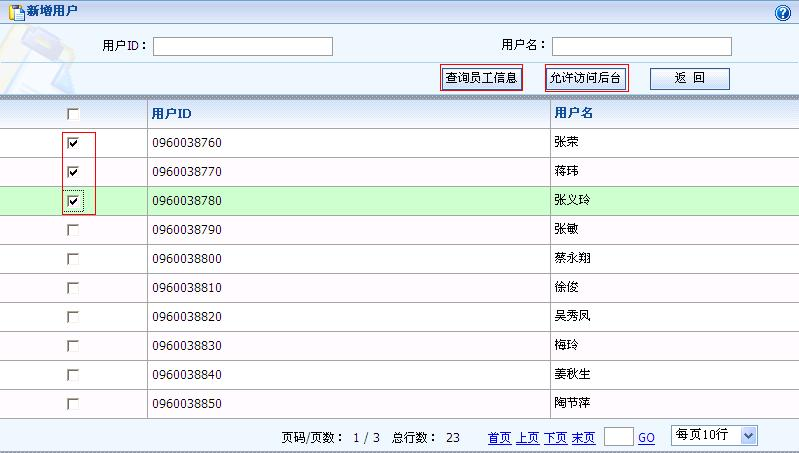 新增用户
用户ID： 用户名：
查询员工信息 允许访问后台 返 回
用户ID 用户名
0960038760 张荣
0960038770 蒋玮
0960038780 张义玲
0960038790 张敏
0960038800 蔡永翔
0960038810 徐俊
0960038820 吴秀凤
0960038830 梅玲
0960038840 姜秋生
0960038850 陶节萍
页码/页数： 1 / 3 总行数： 23 首页 上页 下页 末页 GO 每页10行